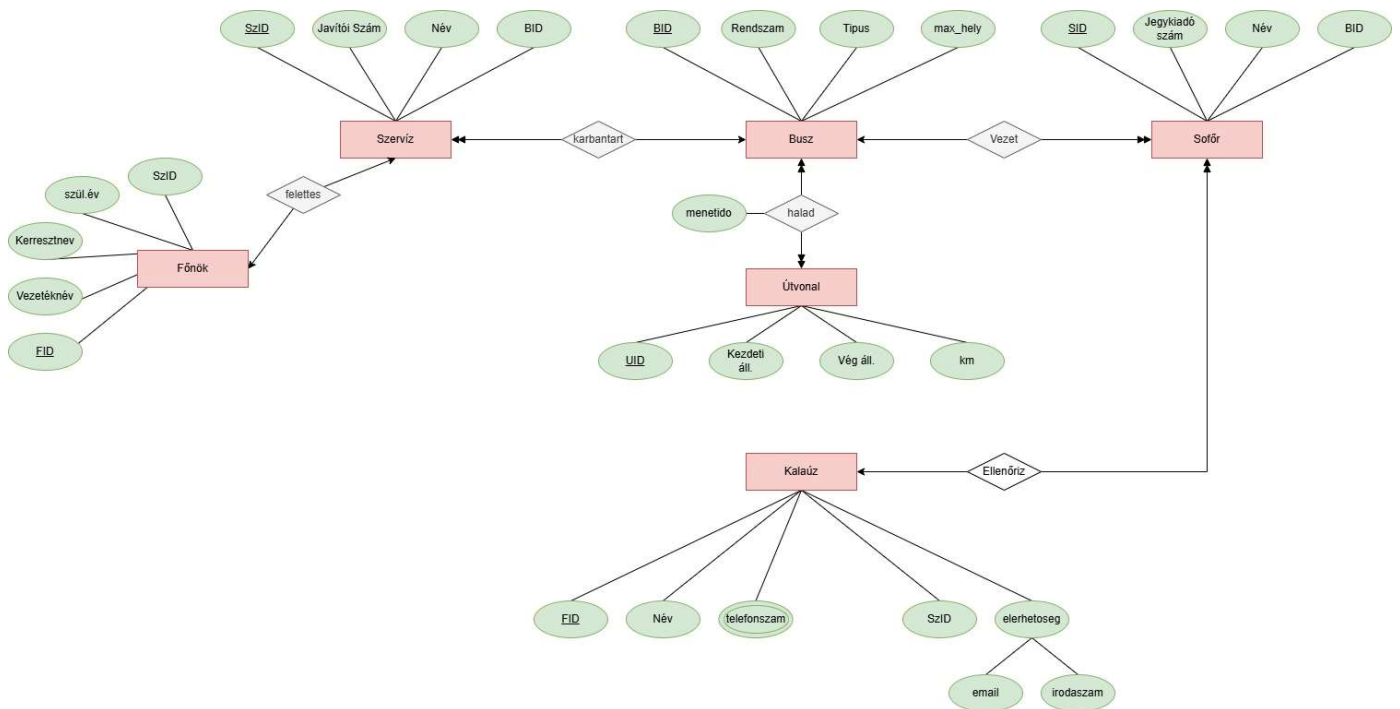 SzID
Javítói Szám
Név
BID
BID
Rendszam
Tipus
max_hely
SID
Jegykiadó
szám
Név
BID
Szervíz
karbantart
Busz
Vezet
Sofőr
SzID
szül.év
felettes
Kerresztnev
Főnök
Vezetéknév
FID
menetido
halad
Útvonal
UID
Kezdeti
áll.
Vég áll.
km
Kalaúz
Ellenőriz
FID
Név
telefonszam
SzID
elerhetoseg
email
irodaszam